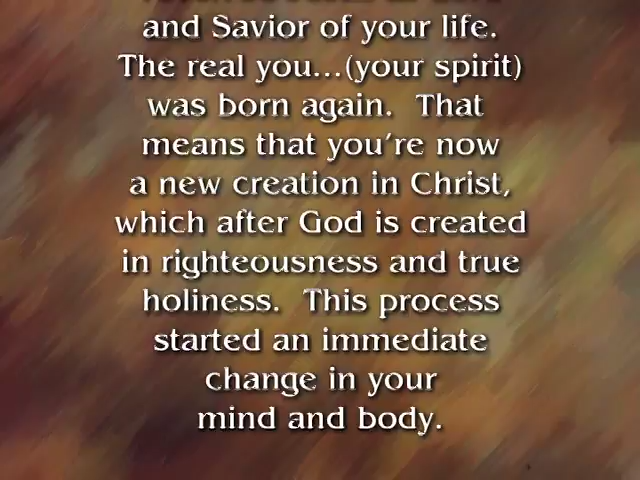 and Savior of your life.
The real you...(your spirit)
was born again. That
means that you're now
a new creation in Christ,
which after God is created
in righteousness and true
holiness. This process
started an immediate
change in your
mind and body.